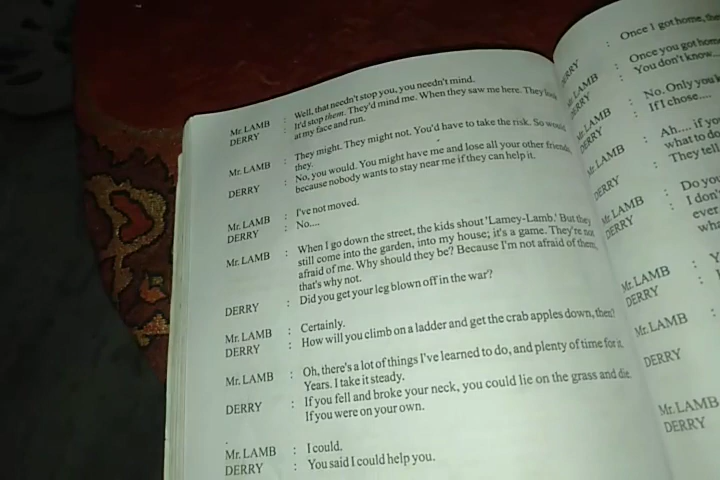 Mr. LAMB : Well, that needn't stop you, you needn't mind.
DERRY : It'd stop them. They'd mind me. When they saw me here. They look
at my face and run.
Mr. LAMB : They might. They might not. You'd have to take the risk. So would
they.
DERRY : No, you would. You might have me and lose all your other friends,
because nobody wants to stay near me if they can help it.
Mr. LAMB : I've not moved.
DERRY : No....
Mr. LAMB : When I go down the street, the kids shout 'Lamey-Lamb.' But they
still come into the garden, into my house; it's a game. They're not
afraid of me. Why should they be? Because I'm not afraid of them,
that's why not.
DERRY : Did you get your leg blown off in the war?
Mr. LAMB : Certainly.
DERRY : How will you climb on a ladder and get the crab apples down, then?
Mr. LAMB : Oh, there's a lot of things I've learned to do, and plenty of time for it.
Years. I take it steady.
DERRY : If you fell and broke your neck, you could lie on the grass and die.
If you were on your own.
Mr. LAMB : I could.
DERRY : You said I could help you.
: Once I got home,
Mr. LAMB : Once you got home
DERRY : You don't know...
Mr. LAMB : No. Only you
DERRY : If I chose....
Mr. LAMB : Ah.... if yo
what to do
DERRY : They tell
Mr. LAMB : Do you
DERRY : I don'
ever
wha
Mr. LAMB : Y
DERRY :
Mr. LAMB :
DERRY
Mr. LAMB
DERRY